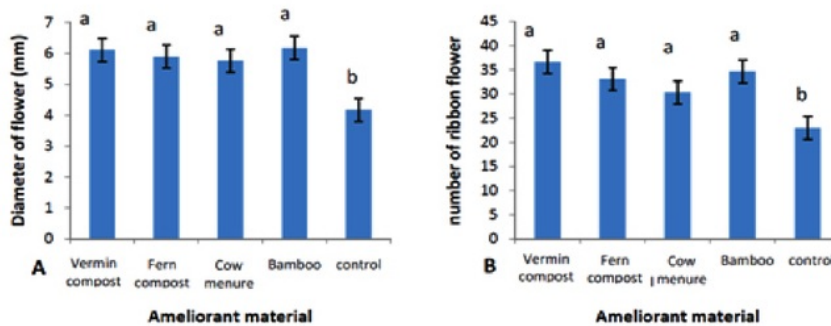 Diameter of flower (mm)
7
6
5
4
3
2
1
0
a
a
a
a
b
A
Vermin compost
Fern compost
Cow menure
Bamboo
control
Ameliorant material
number of ribbon flower
45
40
35
30
25
20
15
10
5
0
a
a
a
a
b
B
Vermin compost
Fern compost
Cow menure
Bamboo
control
Ameliorant material